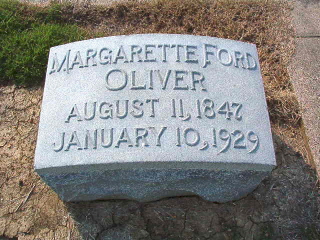 MARGARETTE FORD
OLIVER
AUGUST 11, 1847
JANUARY 10, 1929